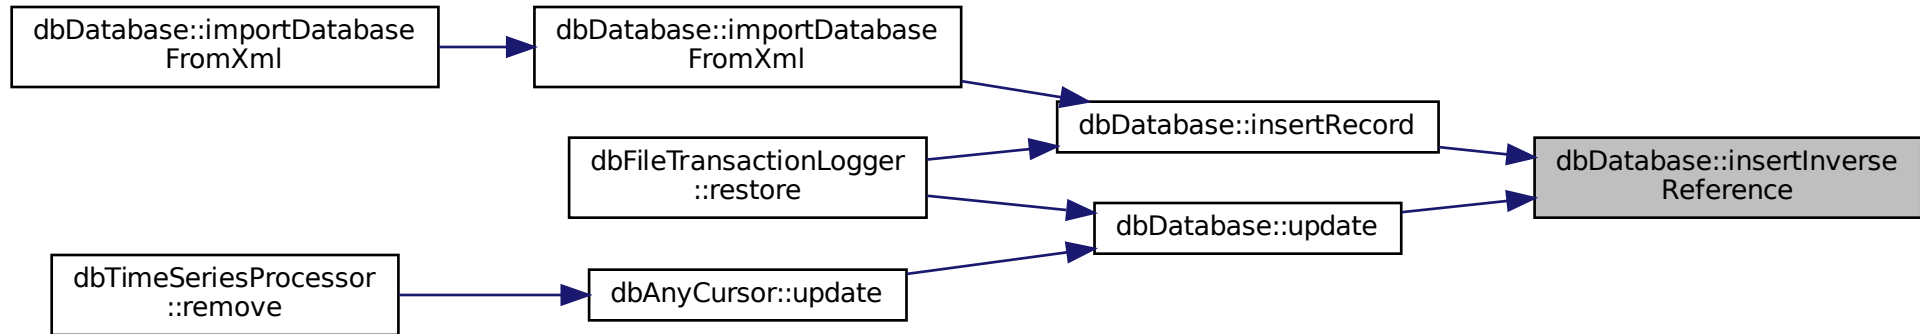 dbDatabase::importDatabase
FromXml
dbDatabase::importDatabase
FromXml
dbDatabase::insertRecord
dbFileTransactionLogger
::restore
dbDatabase::insertInverse
Reference
dbDatabase::update
dbTimeSeriesProcessor
::remove
dbAnyCursor::update